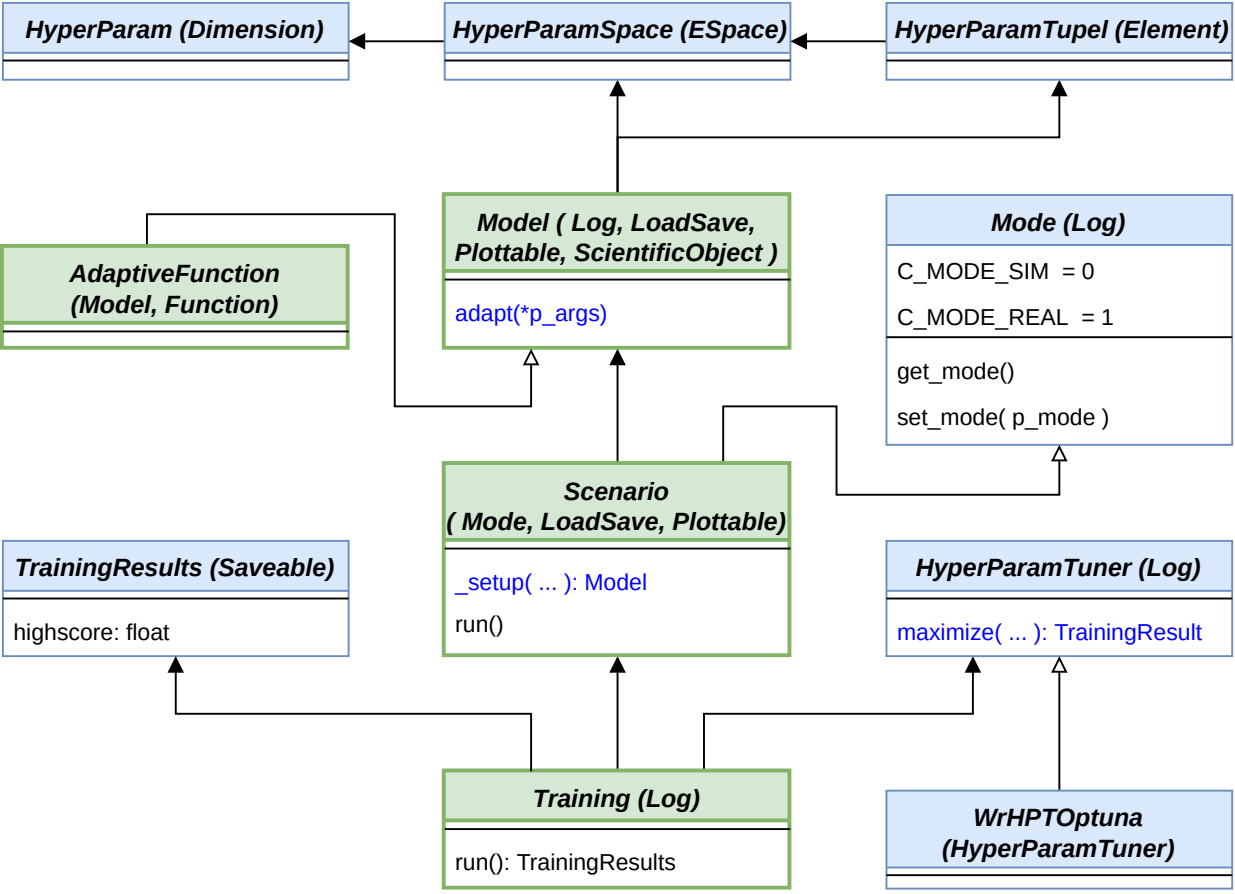 HyperParam (Dimension)
HyperParamSpace (ESpace)
HyperParamTupel (Element)
Model ( Log, LoadSave,
Plottable, ScientificObject )
adapt(*p_args)
Mode (Log)
C_MODE_SIM = 0
C_MODE_REAL = 1
get_mode()
set_mode( p_mode )
AdaptiveFunction
(Model, Function)
Scenario
( Mode, LoadSave, Plottable)
_setup( ... ): Model
run()
TrainingResults (Saveable)
highscore: float
HyperParamTuner (Log)
maximize( ... ): TrainingResult
Training (Log)
run(): TrainingResults
WrHPTOptuna
(HyperParamTuner)